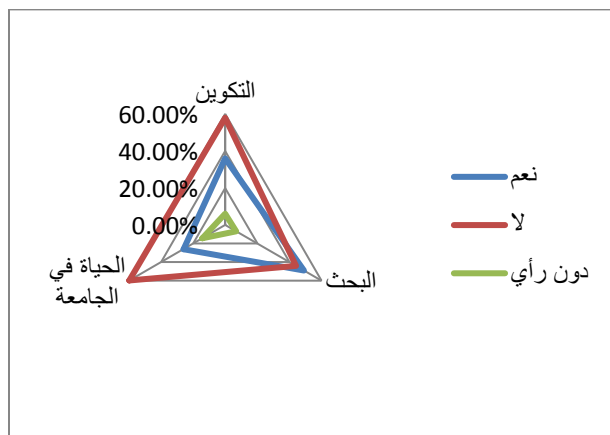 التكوين
60.00%
40.00%
20.00%
0.00%
البحث
الحياة في
الجامعة
نعم
لا
دون رأي